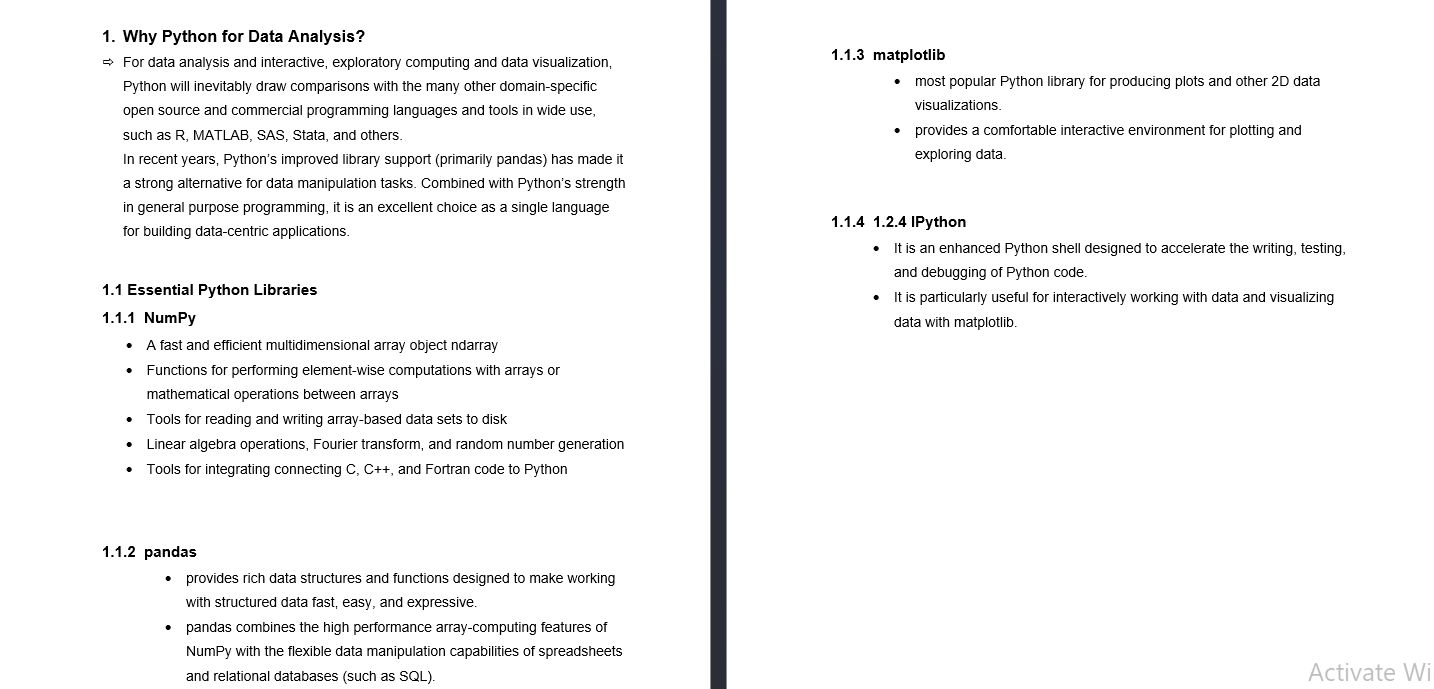 1. Why Python for Data Analysis?
⇨ For data analysis and interactive, exploratory computing and data visualization,
Python will inevitably draw comparisons with the many other domain-specific
open source and commercial programming languages and tools in wide use,
such as R, MATLAB, SAS, Stata, and others.
In recent years, Python's improved library support (primarily pandas) has made it
a strong alternative for data manipulation tasks. Combined with Python's strength
in general purpose programming, it is an excellent choice as a single language
for building data-centric applications.
1.1 Essential Python Libraries
1.1.1 NumPy
• A fast and efficient multidimensional array object ndarray
• Functions for performing element-wise computations with arrays or
mathematical operations between arrays
• Tools for reading and writing array-based data sets to disk
• Linear algebra operations, Fourier transform, and random number generation
• Tools for integrating connecting C, C++, and Fortran code to Python
1.1.2 pandas
• provides rich data structures and functions designed to make working
with structured data fast, easy, and expressive.
• pandas combines the high performance array-computing features of
NumPy with the flexible data manipulation capabilities of spreadsheets
and relational databases (such as SQL).
1.1.3 matplotlib
• most popular Python library for producing plots and other 2D data
visualizations.
• provides a comfortable interactive environment for plotting and
exploring data.
1.1.4 1.2.4 IPython
• It is an enhanced Python shell designed to accelerate the writing, testing,
and debugging of Python code.
• It is particularly useful for interactively working with data and visualizing
data with matplotlib.
Activate Wi